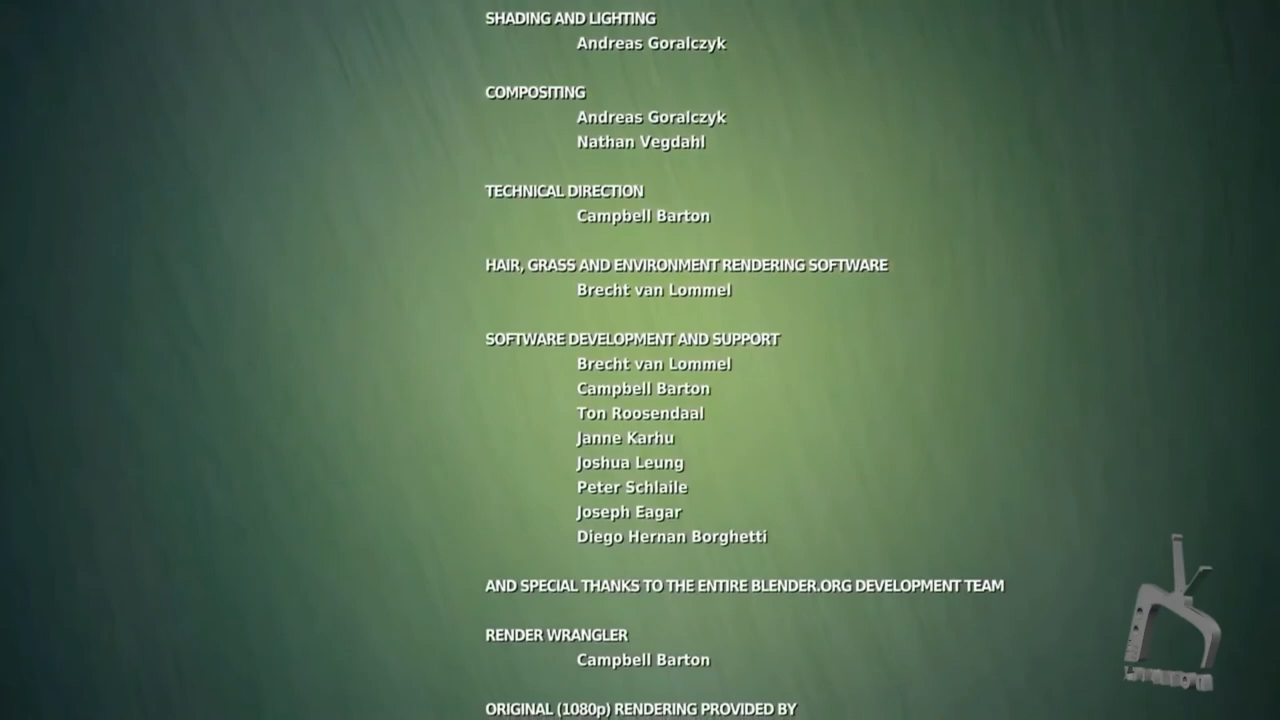 SHADING AND LIGHTING
Andreas Goralczyk
COMPOSITING
Andreas Goralczyk
Nathan Vegdahl
TECHNICAL DIRECTION
Campbell Barton
HAIR, GRASS AND ENVIRONMENT RENDERING SOFTWARE
Brecht van Lommel
SOFTWARE DEVELOPMENT AND SUPPORT
Brecht van Lommel
Campbell Barton
Ton Roosendaal
Janne Karhu
Joshua Leung
Peter Schlaile
Joseph Eagar
Diego Hernan Borghetti
AND SPECIAL THANKS TO THE ENTIRE BLENDER.ORG DEVELOPMENT TEAM
RENDER WRANGLER
Campbell Barton
ORIGINAL (1080p) RENDERING PROVIDED BY